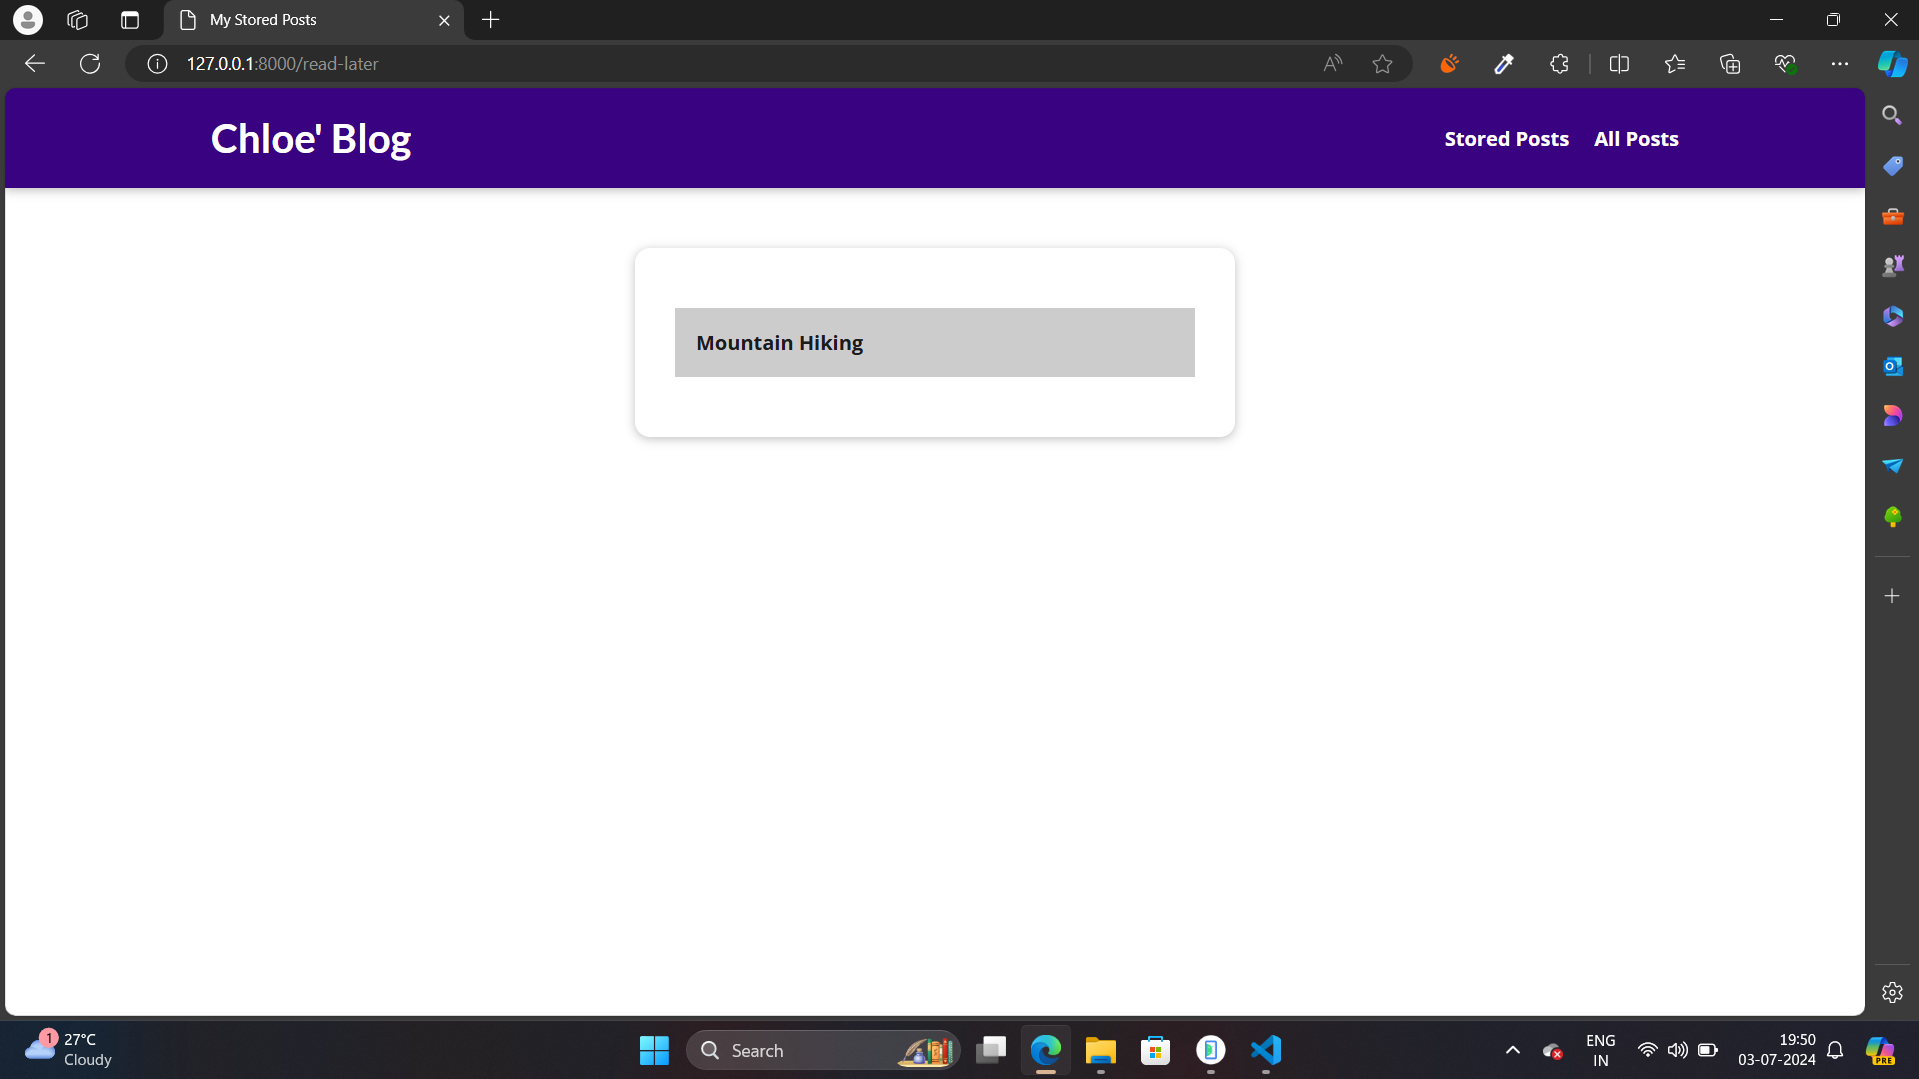 My Stored Posts
127.0.0.1:8000/read-later
Chloe' Blog
Stored Posts
All Posts
Mountain Hiking
1
27°C
Cloudy
Search
ENG
IN
19:50
03-07-2024
PRE